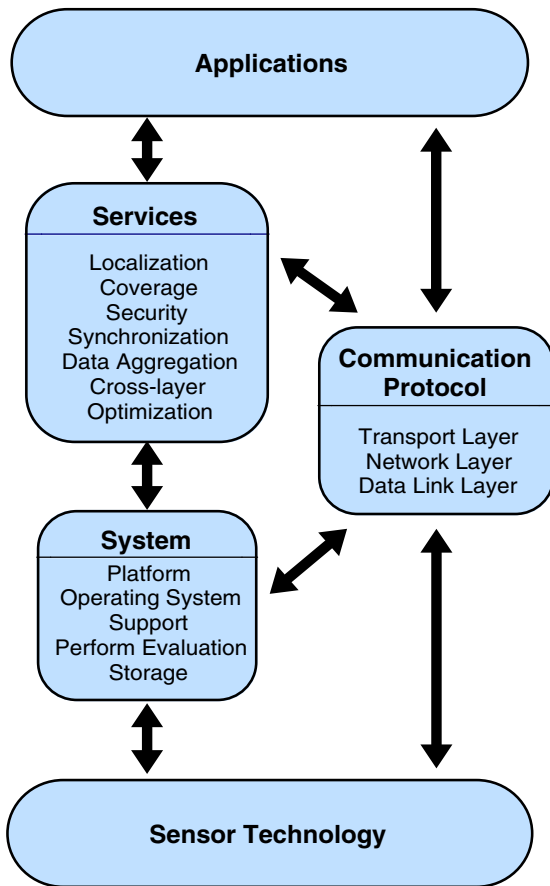 Applications
Services
Localization
Coverage
Security
Synchronization
Data Aggregation
Cross-layer
Optimization
Communication
Protocol
Transport Layer
Network Layer
Data Link Layer
System
Platform
Operating System
Support
Perform Evaluation
Storage
Sensor Technology